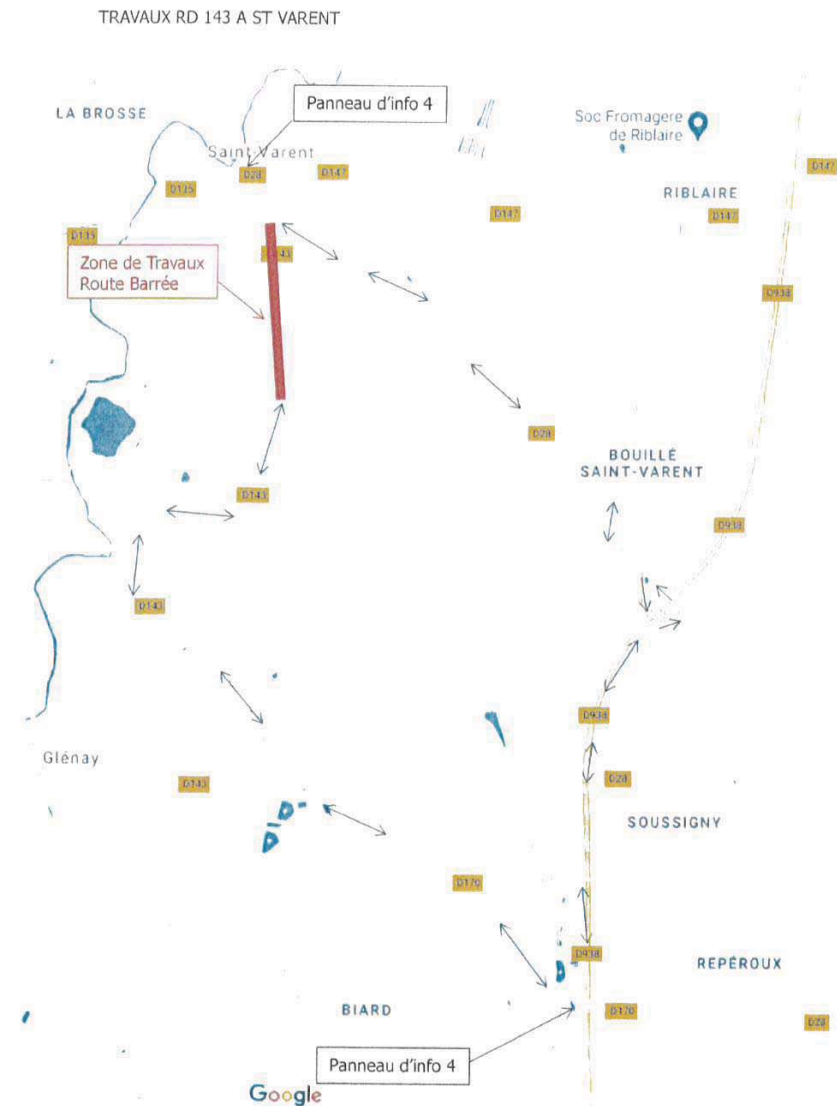 TRAVAUX RD 143 A ST VARENT
Panneau d'info 4
LA BROSSE
Soc Fromagere
de Riblaire
Saint-Varent
D28
D147
D147
D135
RIBLAIRE
D147
D147
D135
D143
Zone de Travaux
Route Barrée
D938
D28
BOUILLÉ
SAINT-VARENT
D143
D938
D143
D938
Glénay
D143
D28
SOUSSIGNY
D170
D938
REPÉROUX
BIARD
D170
D28
Panneau d'info 4
Google